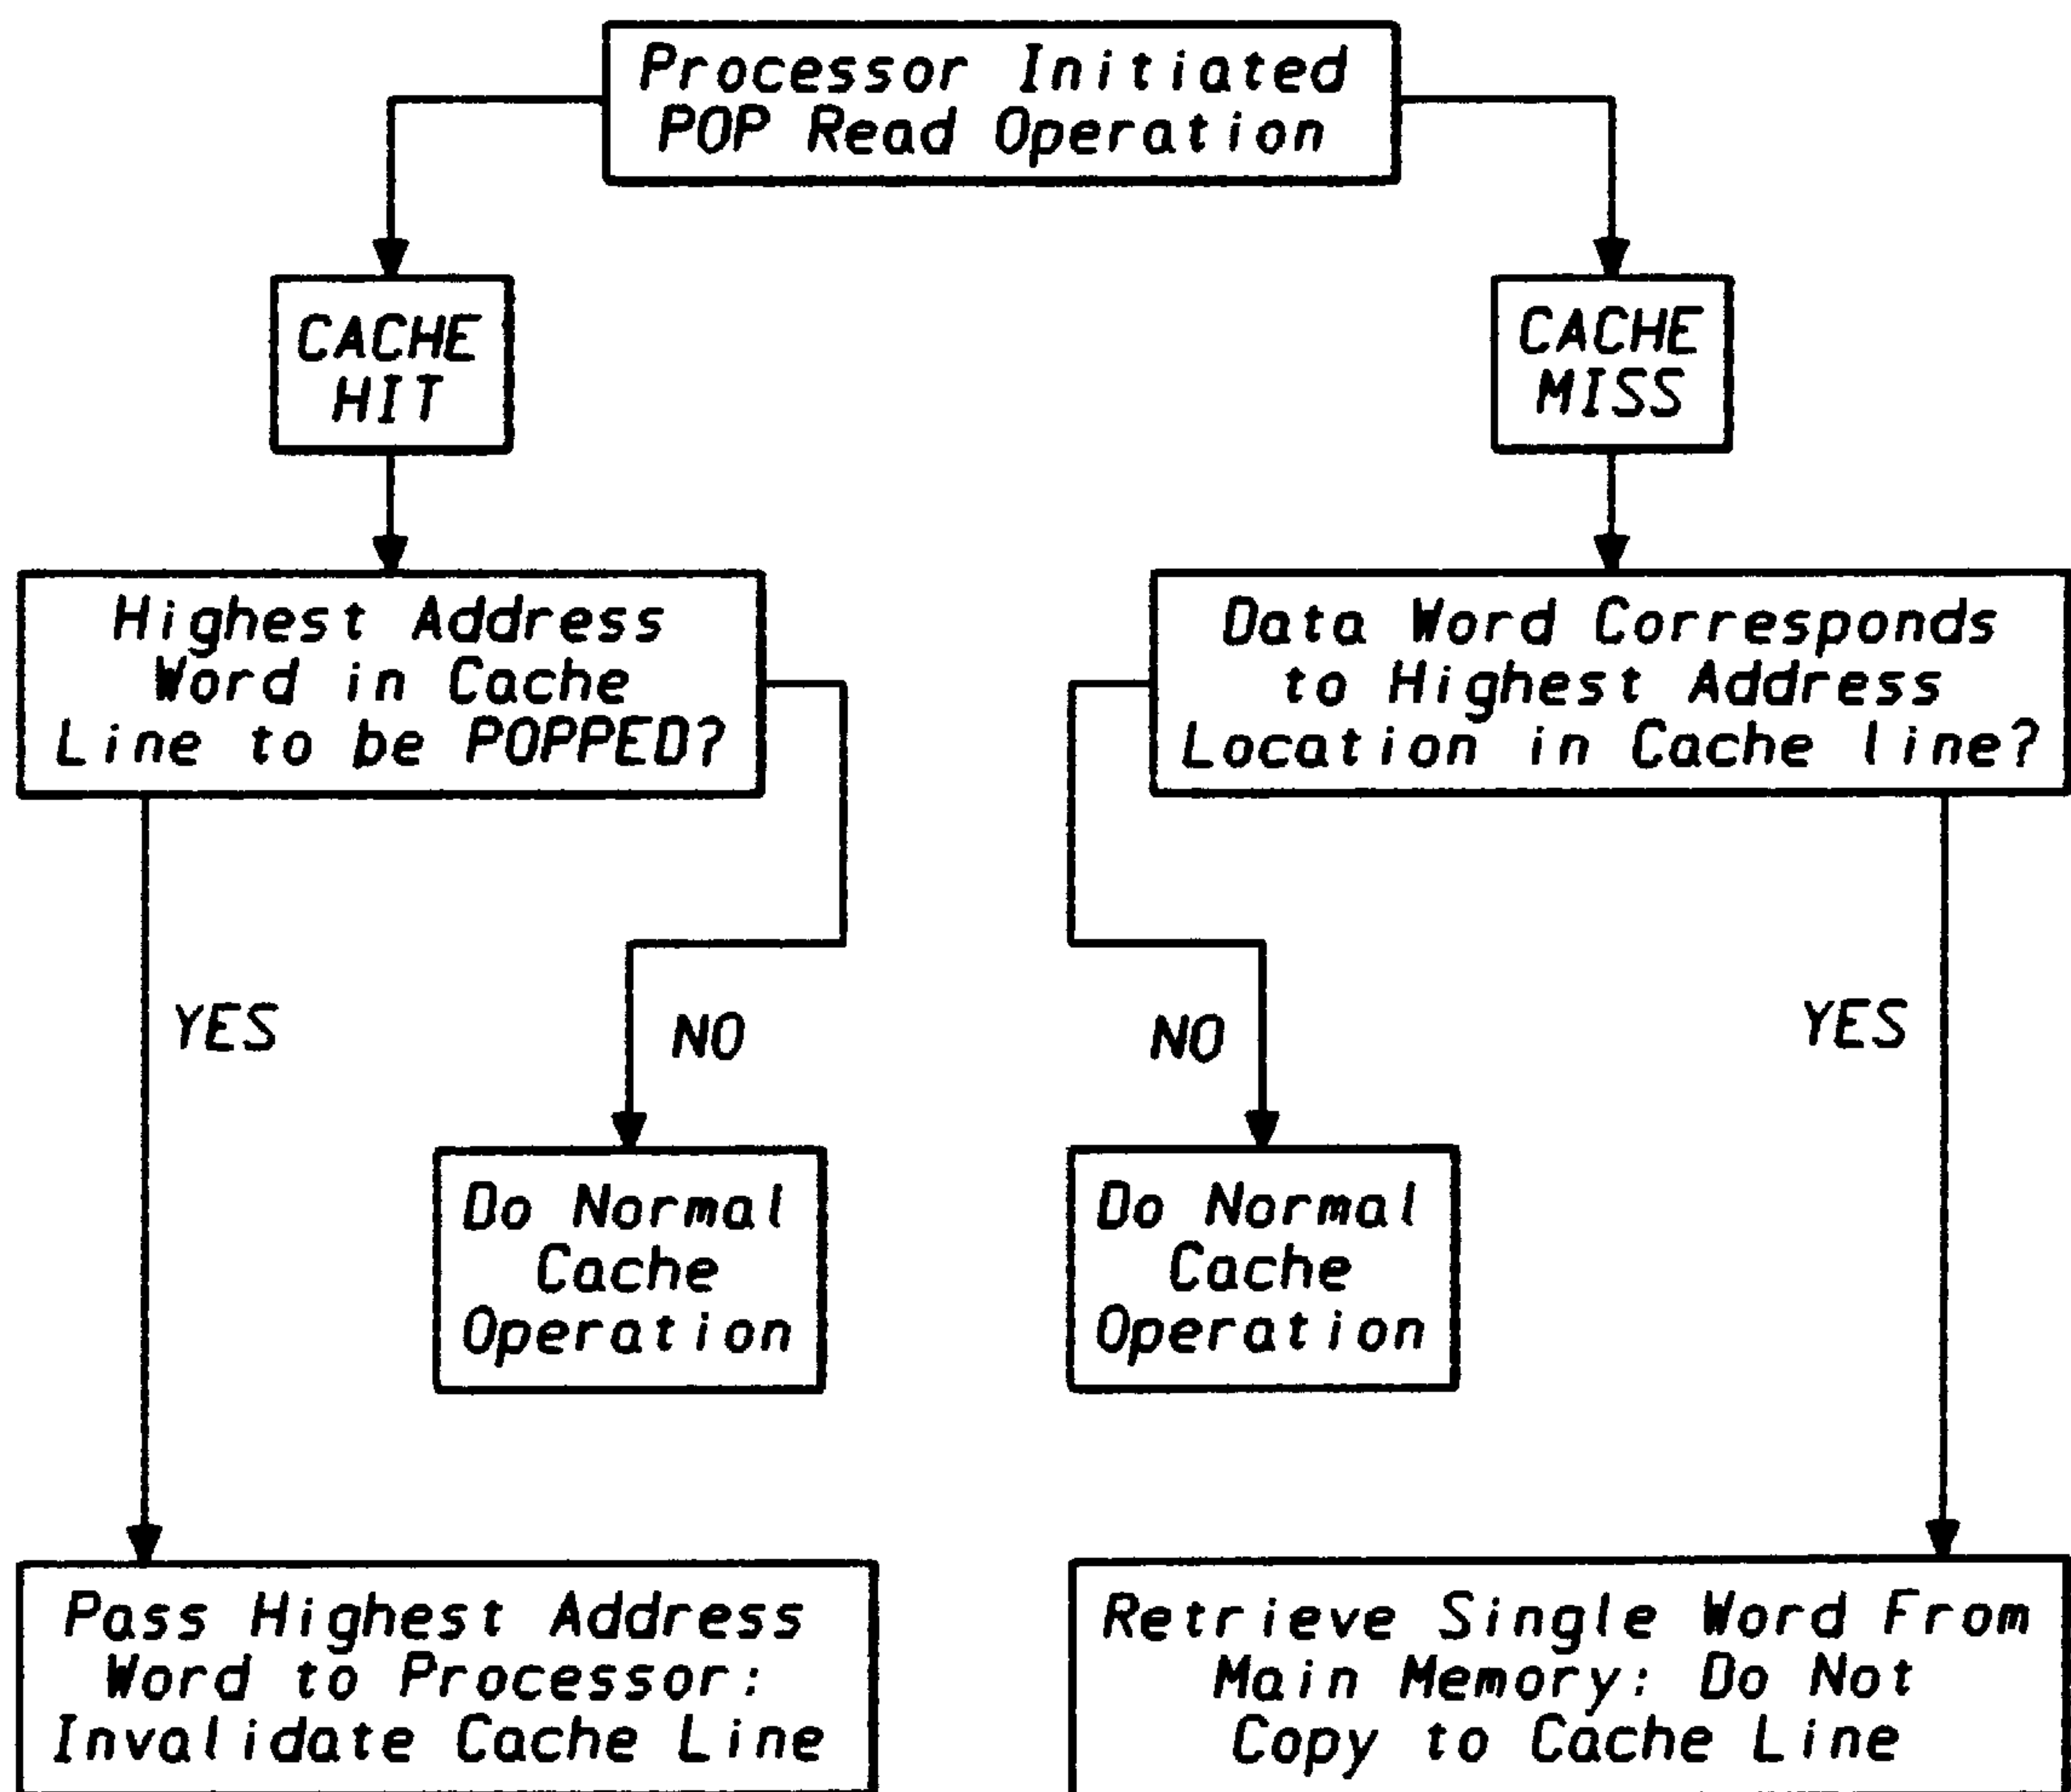 Processor Initiated
POP Read Operation
CACHE
HIT
CACHE
MISS
Highest Address
Word in Cache
Line to be POPPED?
Data Word Corresponds
to Highest Address
Location in Cache line?
YES
NO
NO
YES
Do Normal
Cache
Operation
Do Normal
Cache
Operation
Pass Highest Address
Word to Processor:
Invalidate Cache Line
Retrieve Single Word From
Main Memory: Do Not
Copy to Cache Line